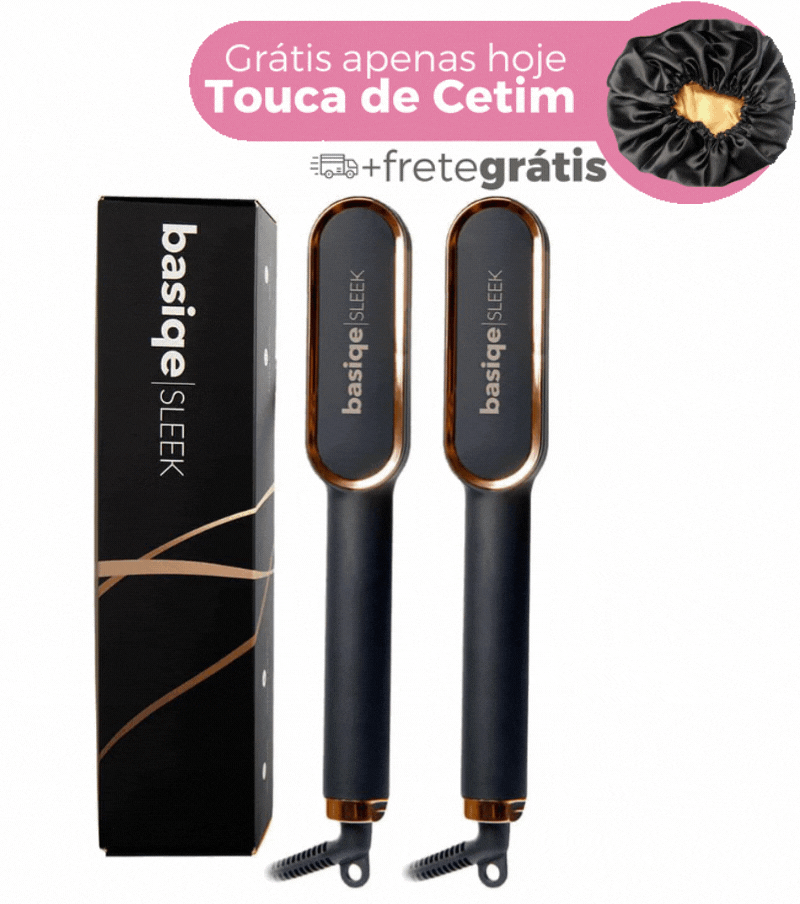 Grátis apenas hoje
Touca de Cetim
+fretegrátis
basiqe|SLEEK
basiqe|SLEEK
basiqe|SLEEK